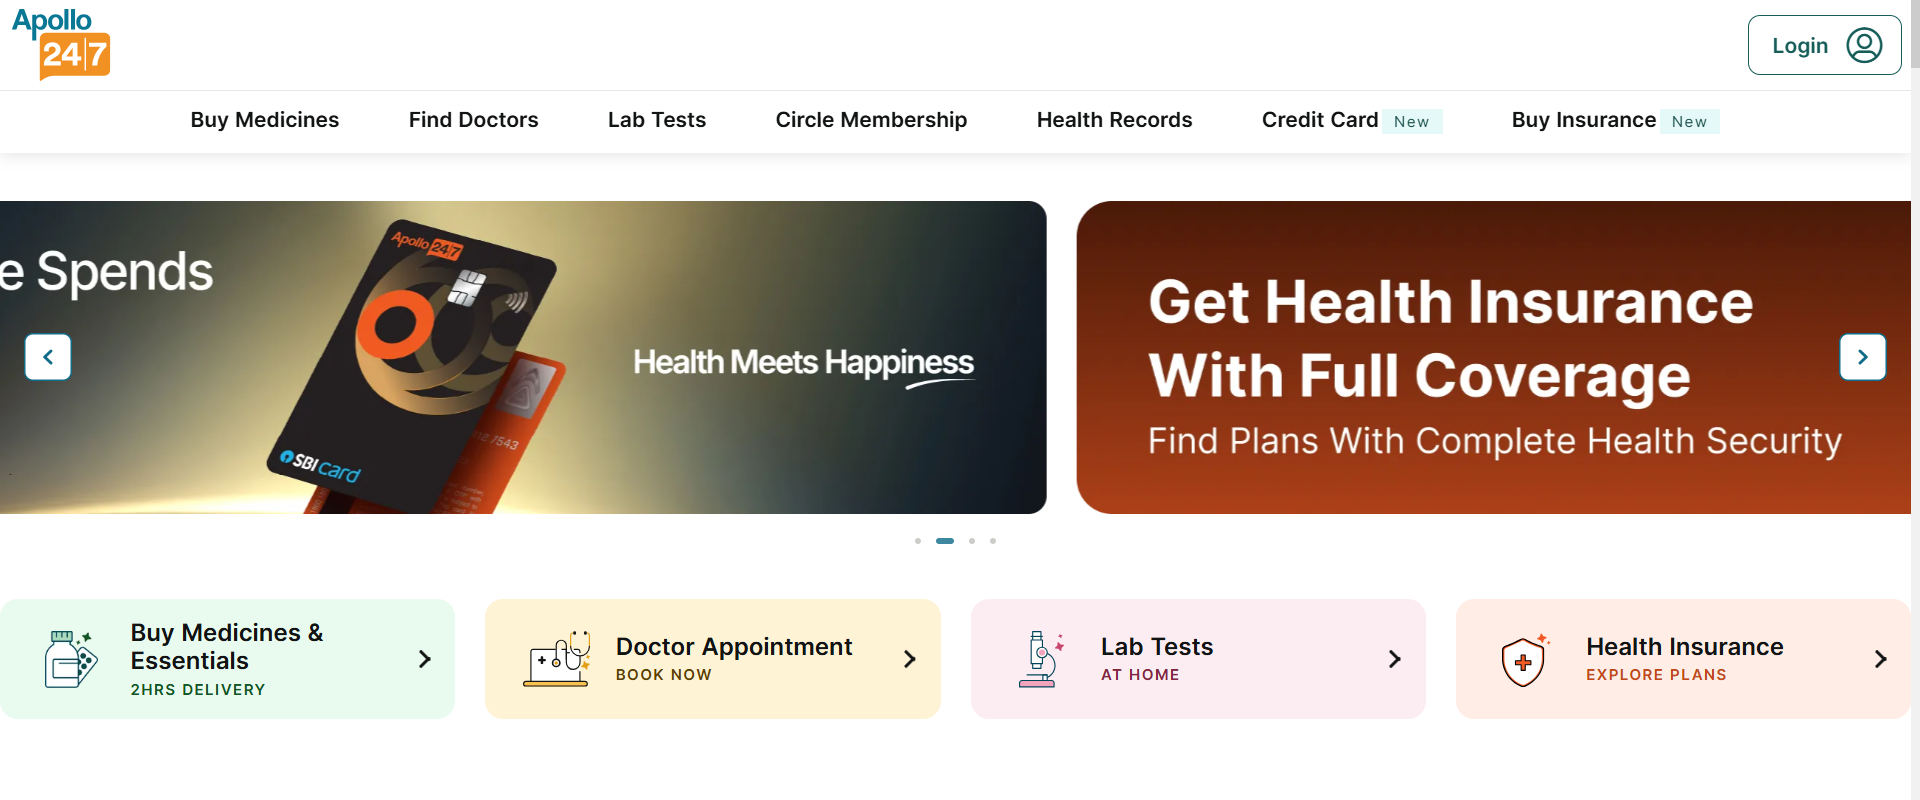 Apollo
24|7
Login
Buy Medicines
Find Doctors
Lab Tests
Circle Membership
Health Records
Credit Card New
Buy Insurance New
e Spends
Apollo 24|7
SBI card
Health Meets Happiness
Get Health Insurance
With Full Coverage
Find Plans With Complete Health Security
Buy Medicines &
Essentials
2HRS DELIVERY
Doctor Appointment
BOOK NOW
Lab Tests
AT HOME
Health Insurance
EXPLORE PLANS